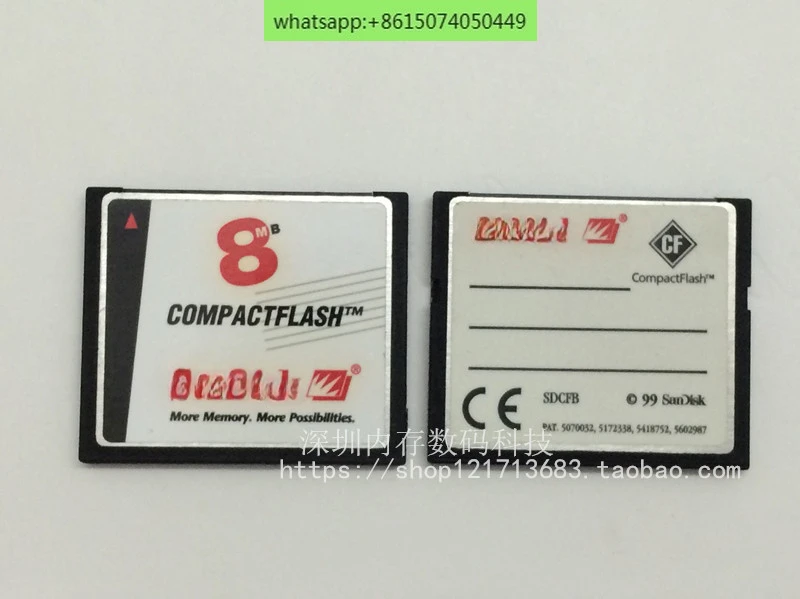 whatsapp:+8615074050449
8MB
COMPACTFLASH™
®
More Memory. More Possibilities.
®
CF
CompactFlash™
CE
SDCFB © 99 SanDisk
PAT. 5070032, 5172338, 5418752, 5602987
深圳内存数码科技
https://shop121713683.taobao.com